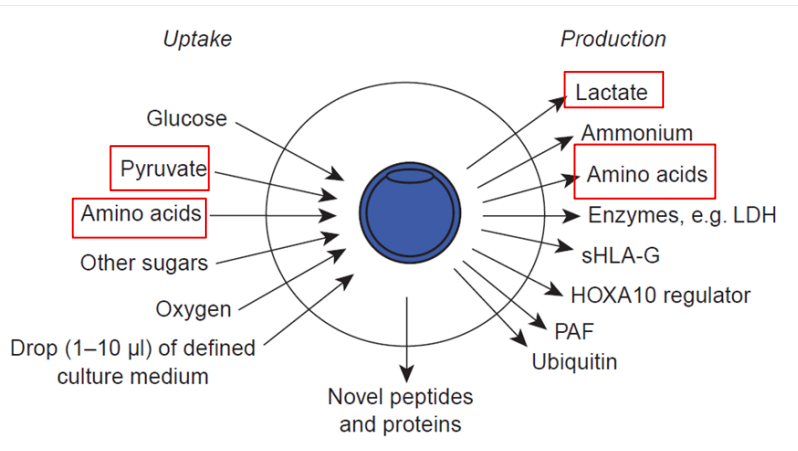 Uptake
Production
Glucose
Pyruvate
Amino acids
Other sugars
Oxygen
Drop (1–10 µl) of defined
culture medium
Lactate
Ammonium
Amino acids
Enzymes, e.g. LDH
sHLA-G
HOXA10 regulator
PAF
Ubiquitin
Novel peptides
and proteins